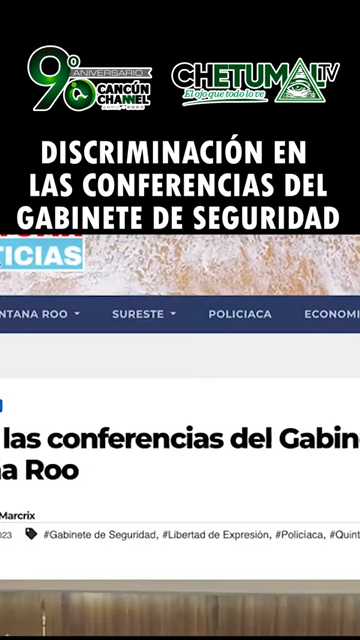 9º ANIVERSARIO
CANCÚN
CHANNEL
CHETUMAL TV
El ojo que todo lo ve
DISCRIMINACIÓN EN
LAS CONFERENCIAS DEL
GABINETE DE SEGURIDAD
TICIAS
NTANA ROO SURESTE POLICIACA ECONOMI
las conferencias del Gabin
na Roo
Marcrix
023 #Gabinete de Seguridad, #Libertad de Expresión, #Policíaca, #Quint